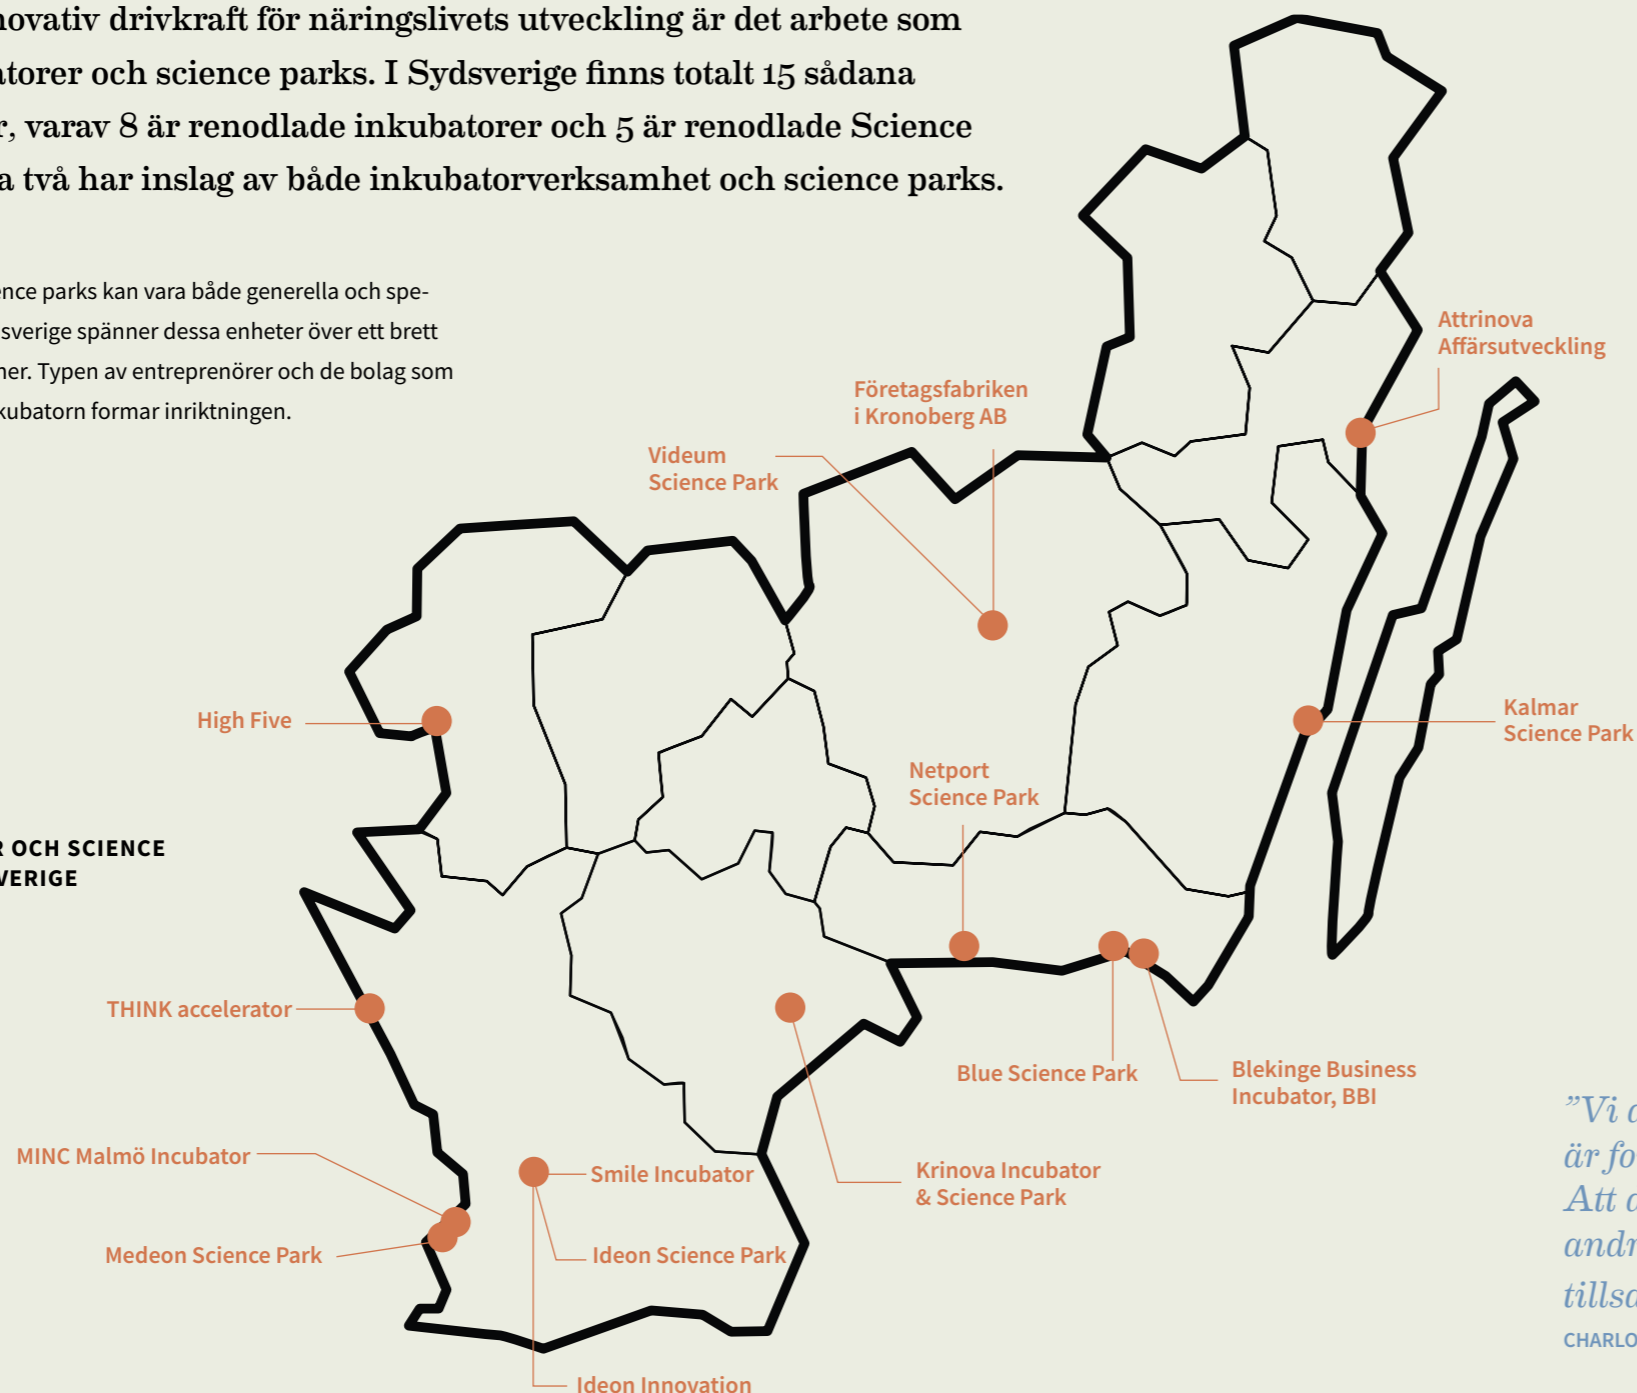 novativ drivkraft för näringslivets utveckling är det arbete som
atorer och science parks. I Sydsverige finns totalt 15 sådana
r, varav 8 är renodlade inkubatorer och 5 är renodlade Science
a två har inslag av både inkubatorverksamhet och science parks.
ence parks kan vara både generella och spe-
sverige spänner dessa enheter över ett brett
ner. Typen av entreprenörer och de bolag som
kubatorn formar inriktningen.
Attrinova
Affärsutveckling
Företagsfabriken
i Kronoberg AB
Videum
Science Park
High Five
Kalmar
Science Park
Netport
Science Park
R OCH SCIENCE
VERIGE
THINK accelerator
Blue Science Park
Blekinge Business
Incubator, BBI
MINC Malmö Incubator
Smile Incubator
Krinova Incubator
& Science Park
Medeon Science Park
Ideon Science Park
Ideon Innovation
”Vi
är fo
Att
andr
tillsa
CHARLO